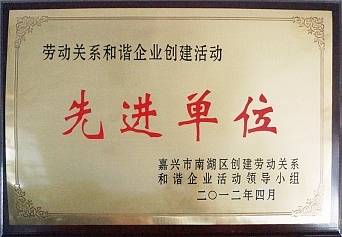 劳动关系和谐企业创建活动
先进单位
嘉兴市南湖区创建劳动关系
和谐企业活动领导小组
二〇一二年四月